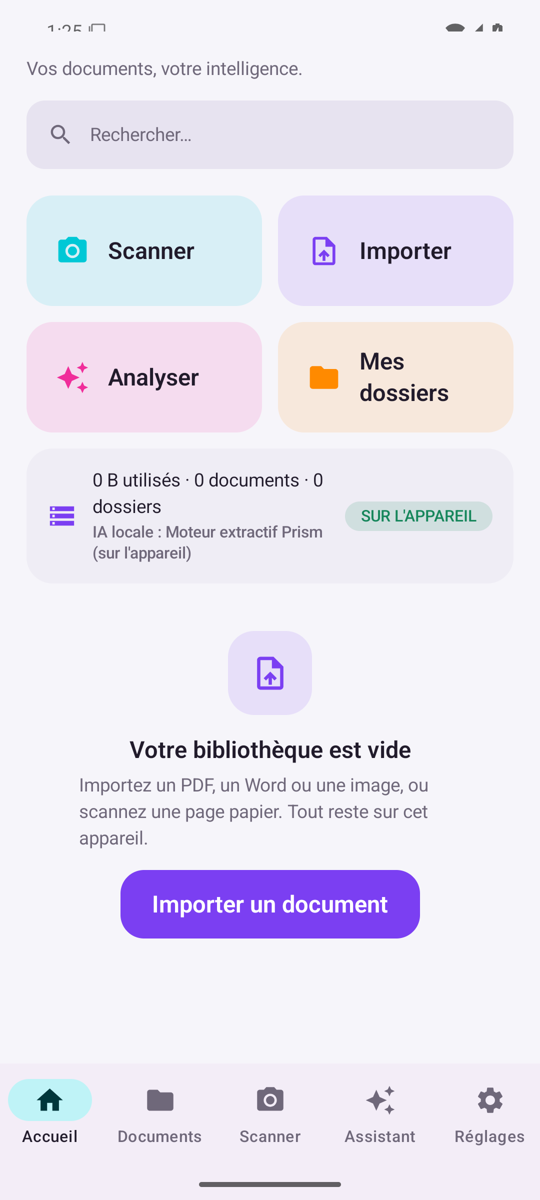 1:25
Vos documents, votre intelligence.
Rechercher...
Scanner
Importer
Analyser
Mes
dossiers
0 B utilisés · 0 documents · 0
dossiers
IA locale : Moteur extractif Prism
(sur l'appareil)
SUR L'APPAREIL
Votre bibliothèque est vide
Importez un PDF, un Word ou une image, ou
scannez une page papier. Tout reste sur cet
appareil.
Importer un document
Accueil
Documents
Scanner
Assistant
Réglages